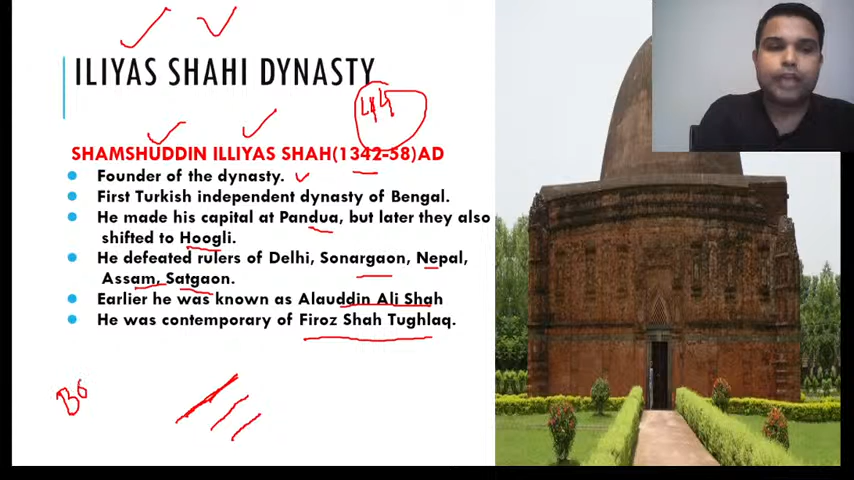 ILIYAS SHAHI DYNASTY
44
SHAMSHUDDIN ILLIYAS SHAH(1342-58)AD
Founder of the dynasty.
First Turkish independent dynasty of Bengal.
He made his capital at Pandua, but later they also
shifted to Hoogli.
He defeated rulers of Delhi, Sonargaon, Nepal,
Assam, Satgaon.
Earlier he was known as Alauddin Ali Shah
He was contemporary of Firoz Shah Tughlaq.